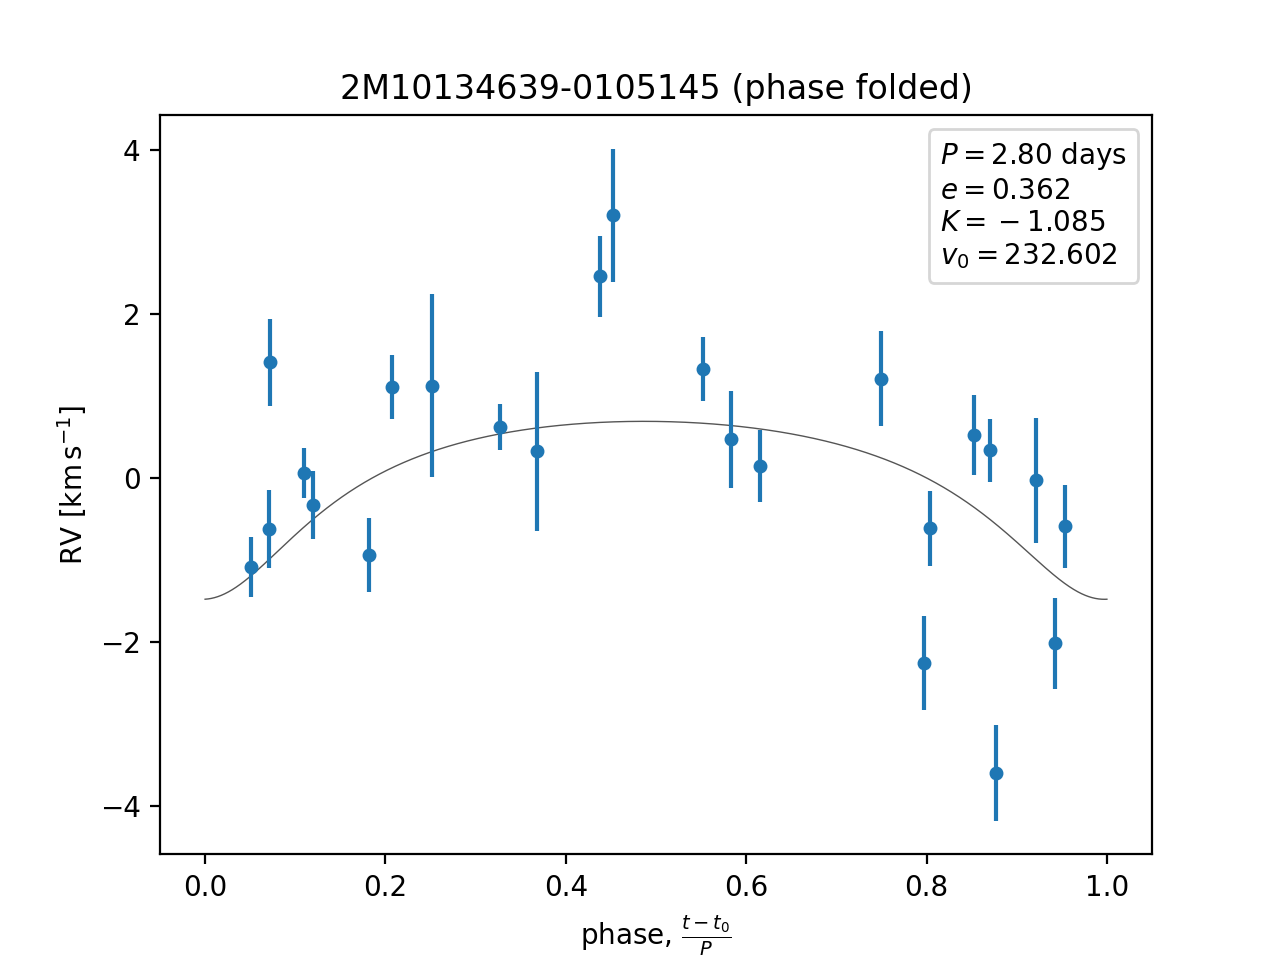 2M10134639-0105145 (phase folded)
P = 2.80 days
e = 0.362
K = −1.085
v₀ = 232.602
4
2
0
−2
−4
RV [km s⁻¹]
0.0 0.2 0.4 0.6 0.8 1.0
phase, (t − t₀)/P